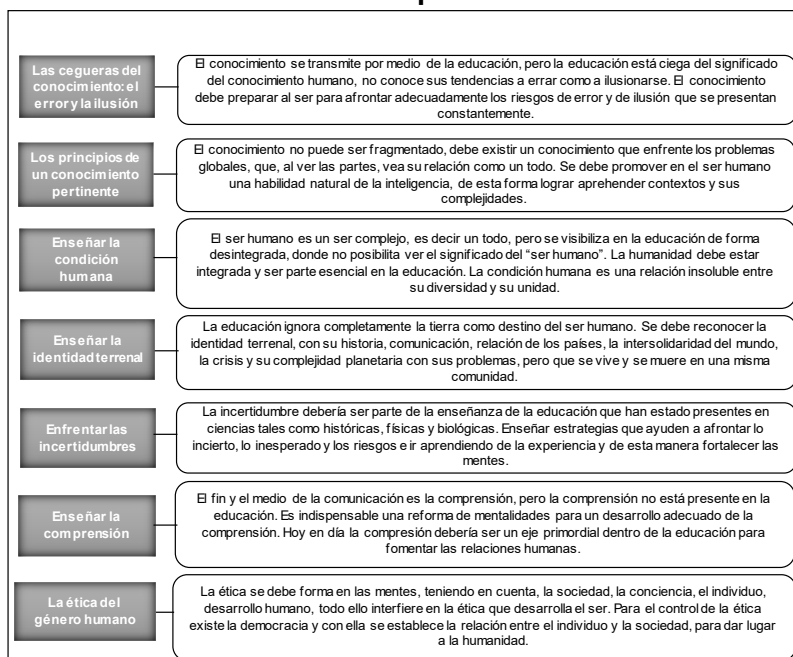 Las cegueras del
conocimiento: el
error y la ilusión
El conocimiento se transmite por medio de la educación, pero la educación está ciega del significado
del conocimiento humano, no conoce sus tendencias a errar como a ilusionarse. El conocimiento
debe preparar al ser para afrontar adecuadamente los riesgos de error y de ilusión que se presentan
constantemente.
Los principios de
un conocimiento
pertinente
El conocimiento no puede ser fragmentado, debe existir un conocimiento que enfrente los problemas
globales, que, al ver las partes, vea su relación como un todo. Se debe promover en el ser humano
una habilidad natural de la inteligencia, de esta forma lograr aprehender contextos y sus
complejidades.
Enseñar la
condición
humana
El ser humano es un ser complejo, es decir un todo, pero se visibiliza en la educación de forma
desintegrada, donde no posibilita ver el significado del “ser humano”. La humanidad debe estar
integrada y ser parte esencial en la educación. La condición humana es una relación insoluble entre
su diversidad y su unidad.
Enseñar la
identidad terrenal
La educación ignora completamente la tierra como destino del ser humano. Se debe reconocer la
identidad terrenal, con su historia, comunicación, relación de los países, la intersolidaridad del mundo,
la crisis y su complejidad planetaria con sus problemas, pero que se vive y se muere en una misma
comunidad.
Enfrentar las
incertidumbres
La incertidumbre debería ser parte de la enseñanza de la educación que han estado presentes en
ciencias tales como históricas, físicas y biológicas. Enseñar estrategias que ayuden a afrontar lo
incierto, lo inesperado y los riesgos e ir aprendiendo de la experiencia y de esta manera fortalecer las
mentes.
Enseñar la
comprensión
El fin y el medio de la comunicación es la comprensión, pero la comprensión no está presente en la
educación. Es indispensable una reforma de mentalidades para un desarrollo adecuado de la
comprensión. Hoy en día la compresión debería ser un eje primordial dentro de la educación para
fomentar las relaciones humanas.
La ética del
género humano
La ética se debe forma en las mentes, teniendo en cuenta, la sociedad, la conciencia, el individuo,
desarrollo humano, todo ello interfiere en la ética que desarrolla el ser. Para el control de la ética
existe la democracia y con ella se establece la relación entre el individuo y la sociedad, para dar lugar
a la humanidad.